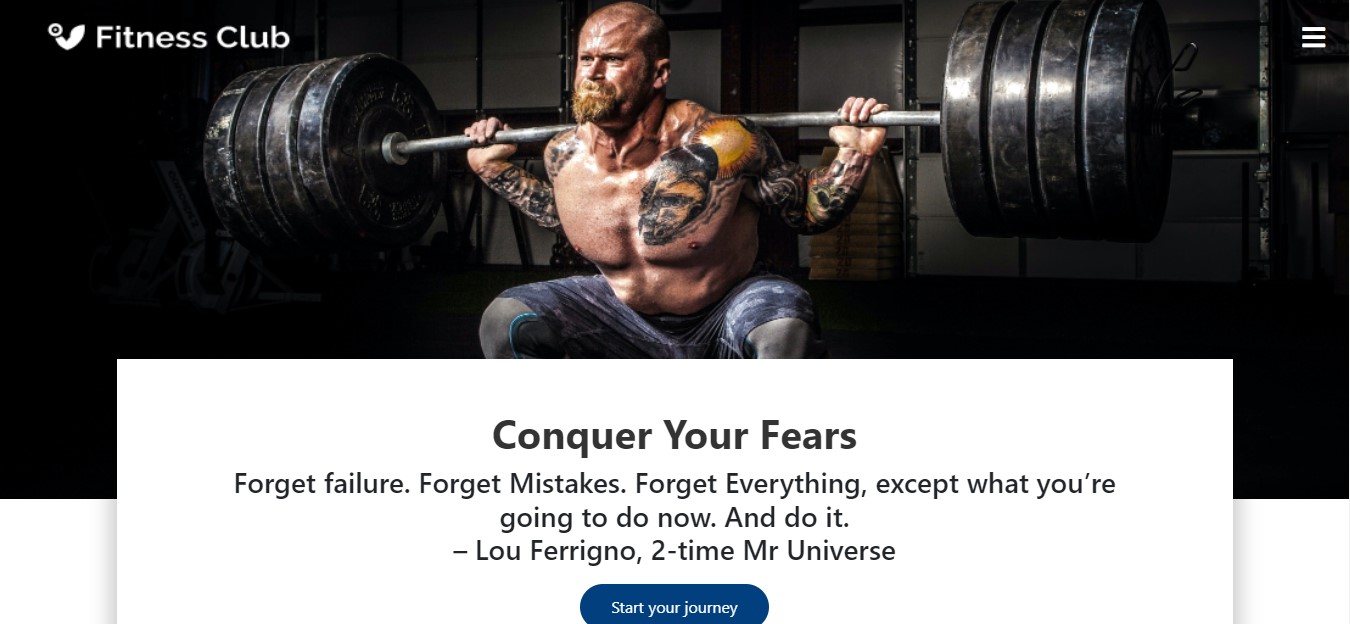 Fitness Club
Conquer Your Fears
Forget failure. Forget Mistakes. Forget Everything, except what you’re
going to do now. And do it.
– Lou Ferrigno, 2-time Mr Universe
Start your journey